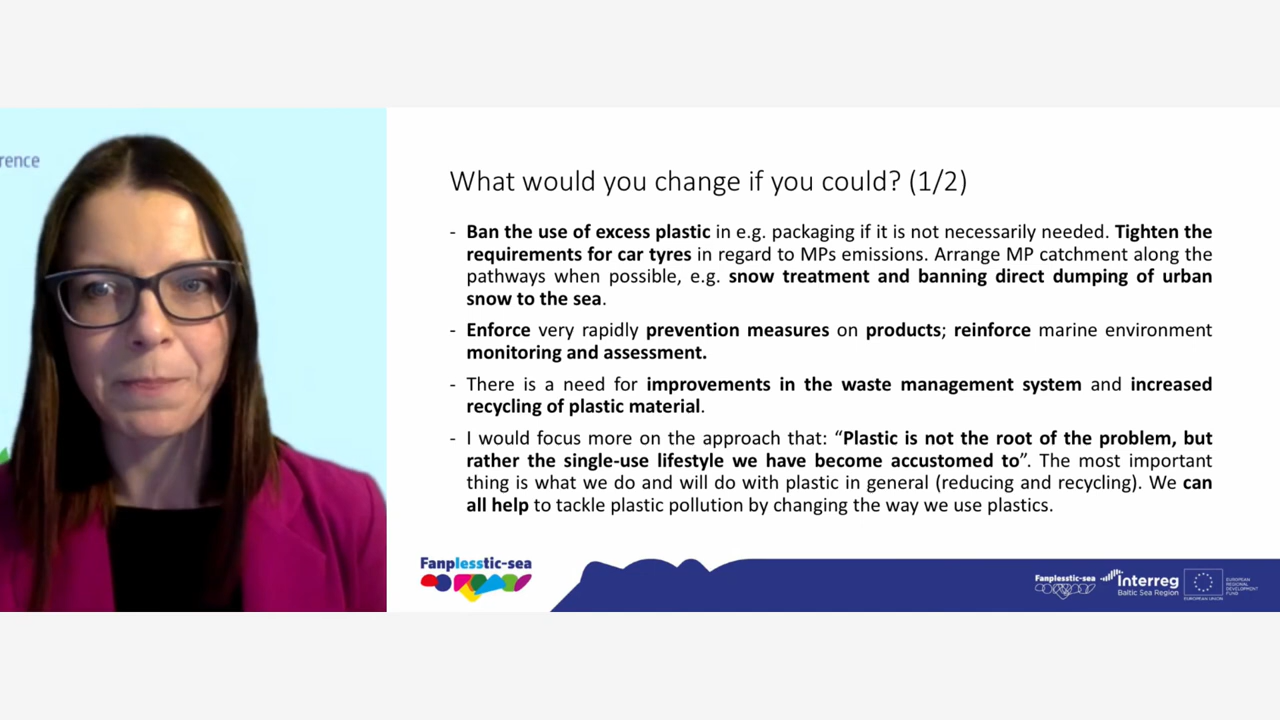 rence
What would you change if you could? (1/2)
- Ban the use of excess plastic in e.g. packaging if it is not necessarily needed. Tighten the
requirements for car tyres in regard to MPs emissions. Arrange MP catchment along the
pathways when possible, e.g. snow treatment and banning direct dumping of urban
snow to the sea.
- Enforce very rapidly prevention measures on products; reinforce marine environment
monitoring and assessment.
- There is a need for improvements in the waste management system and increased
recycling of plastic material.
- I would focus more on the approach that: “Plastic is not the root of the problem, but
rather the single-use lifestyle we have become accustomed to”. The most important
thing is what we do and will do with plastic in general (reducing and recycling). We can
all help to tackle plastic pollution by changing the way we use plastics.
Fanplesstic-sea
Fanplesstic-sea
Interreg
Baltic Sea Region
EUROPEAN UNION
EUROPEAN
REGIONAL
DEVELOPMENT
FUND